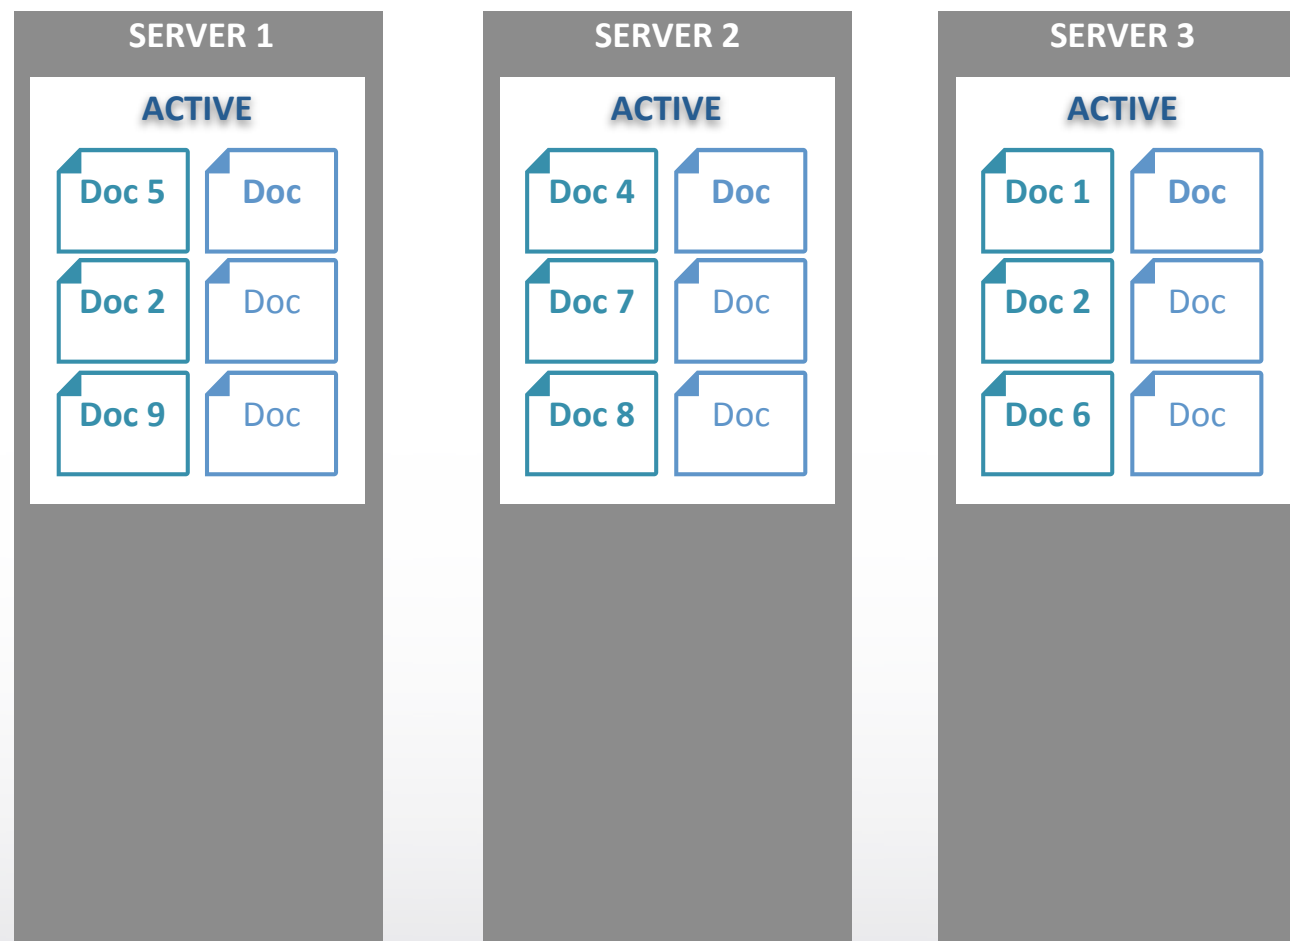 SERVER 1
ACTIVE
Doc 5
Doc
Doc 2
Doc
Doc 9
Doc
SERVER 2
ACTIVE
Doc 4
Doc
Doc 7
Doc
Doc 8
Doc
SERVER 3
ACTIVE
Doc 1
Doc
Doc 2
Doc
Doc 6
Doc